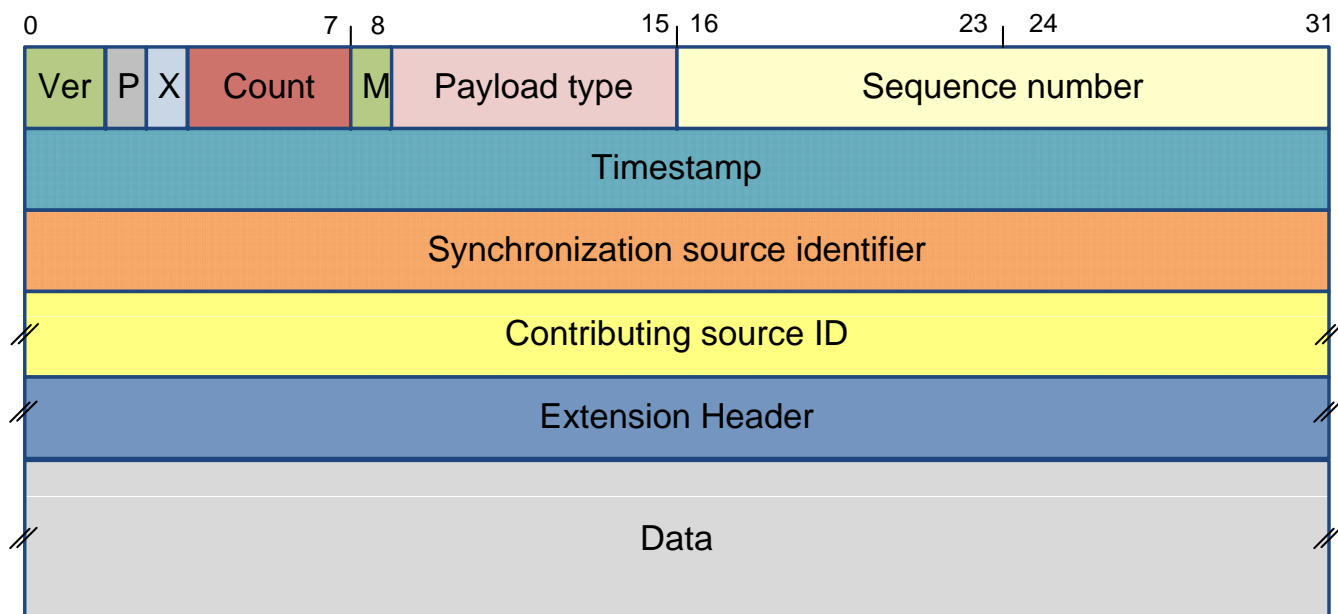 0 7 8 15 16 23 24 31
Ver P X Count M Payload type Sequence number
Timestamp
Synchronization source identifier
Contributing source ID
Extension Header
Data